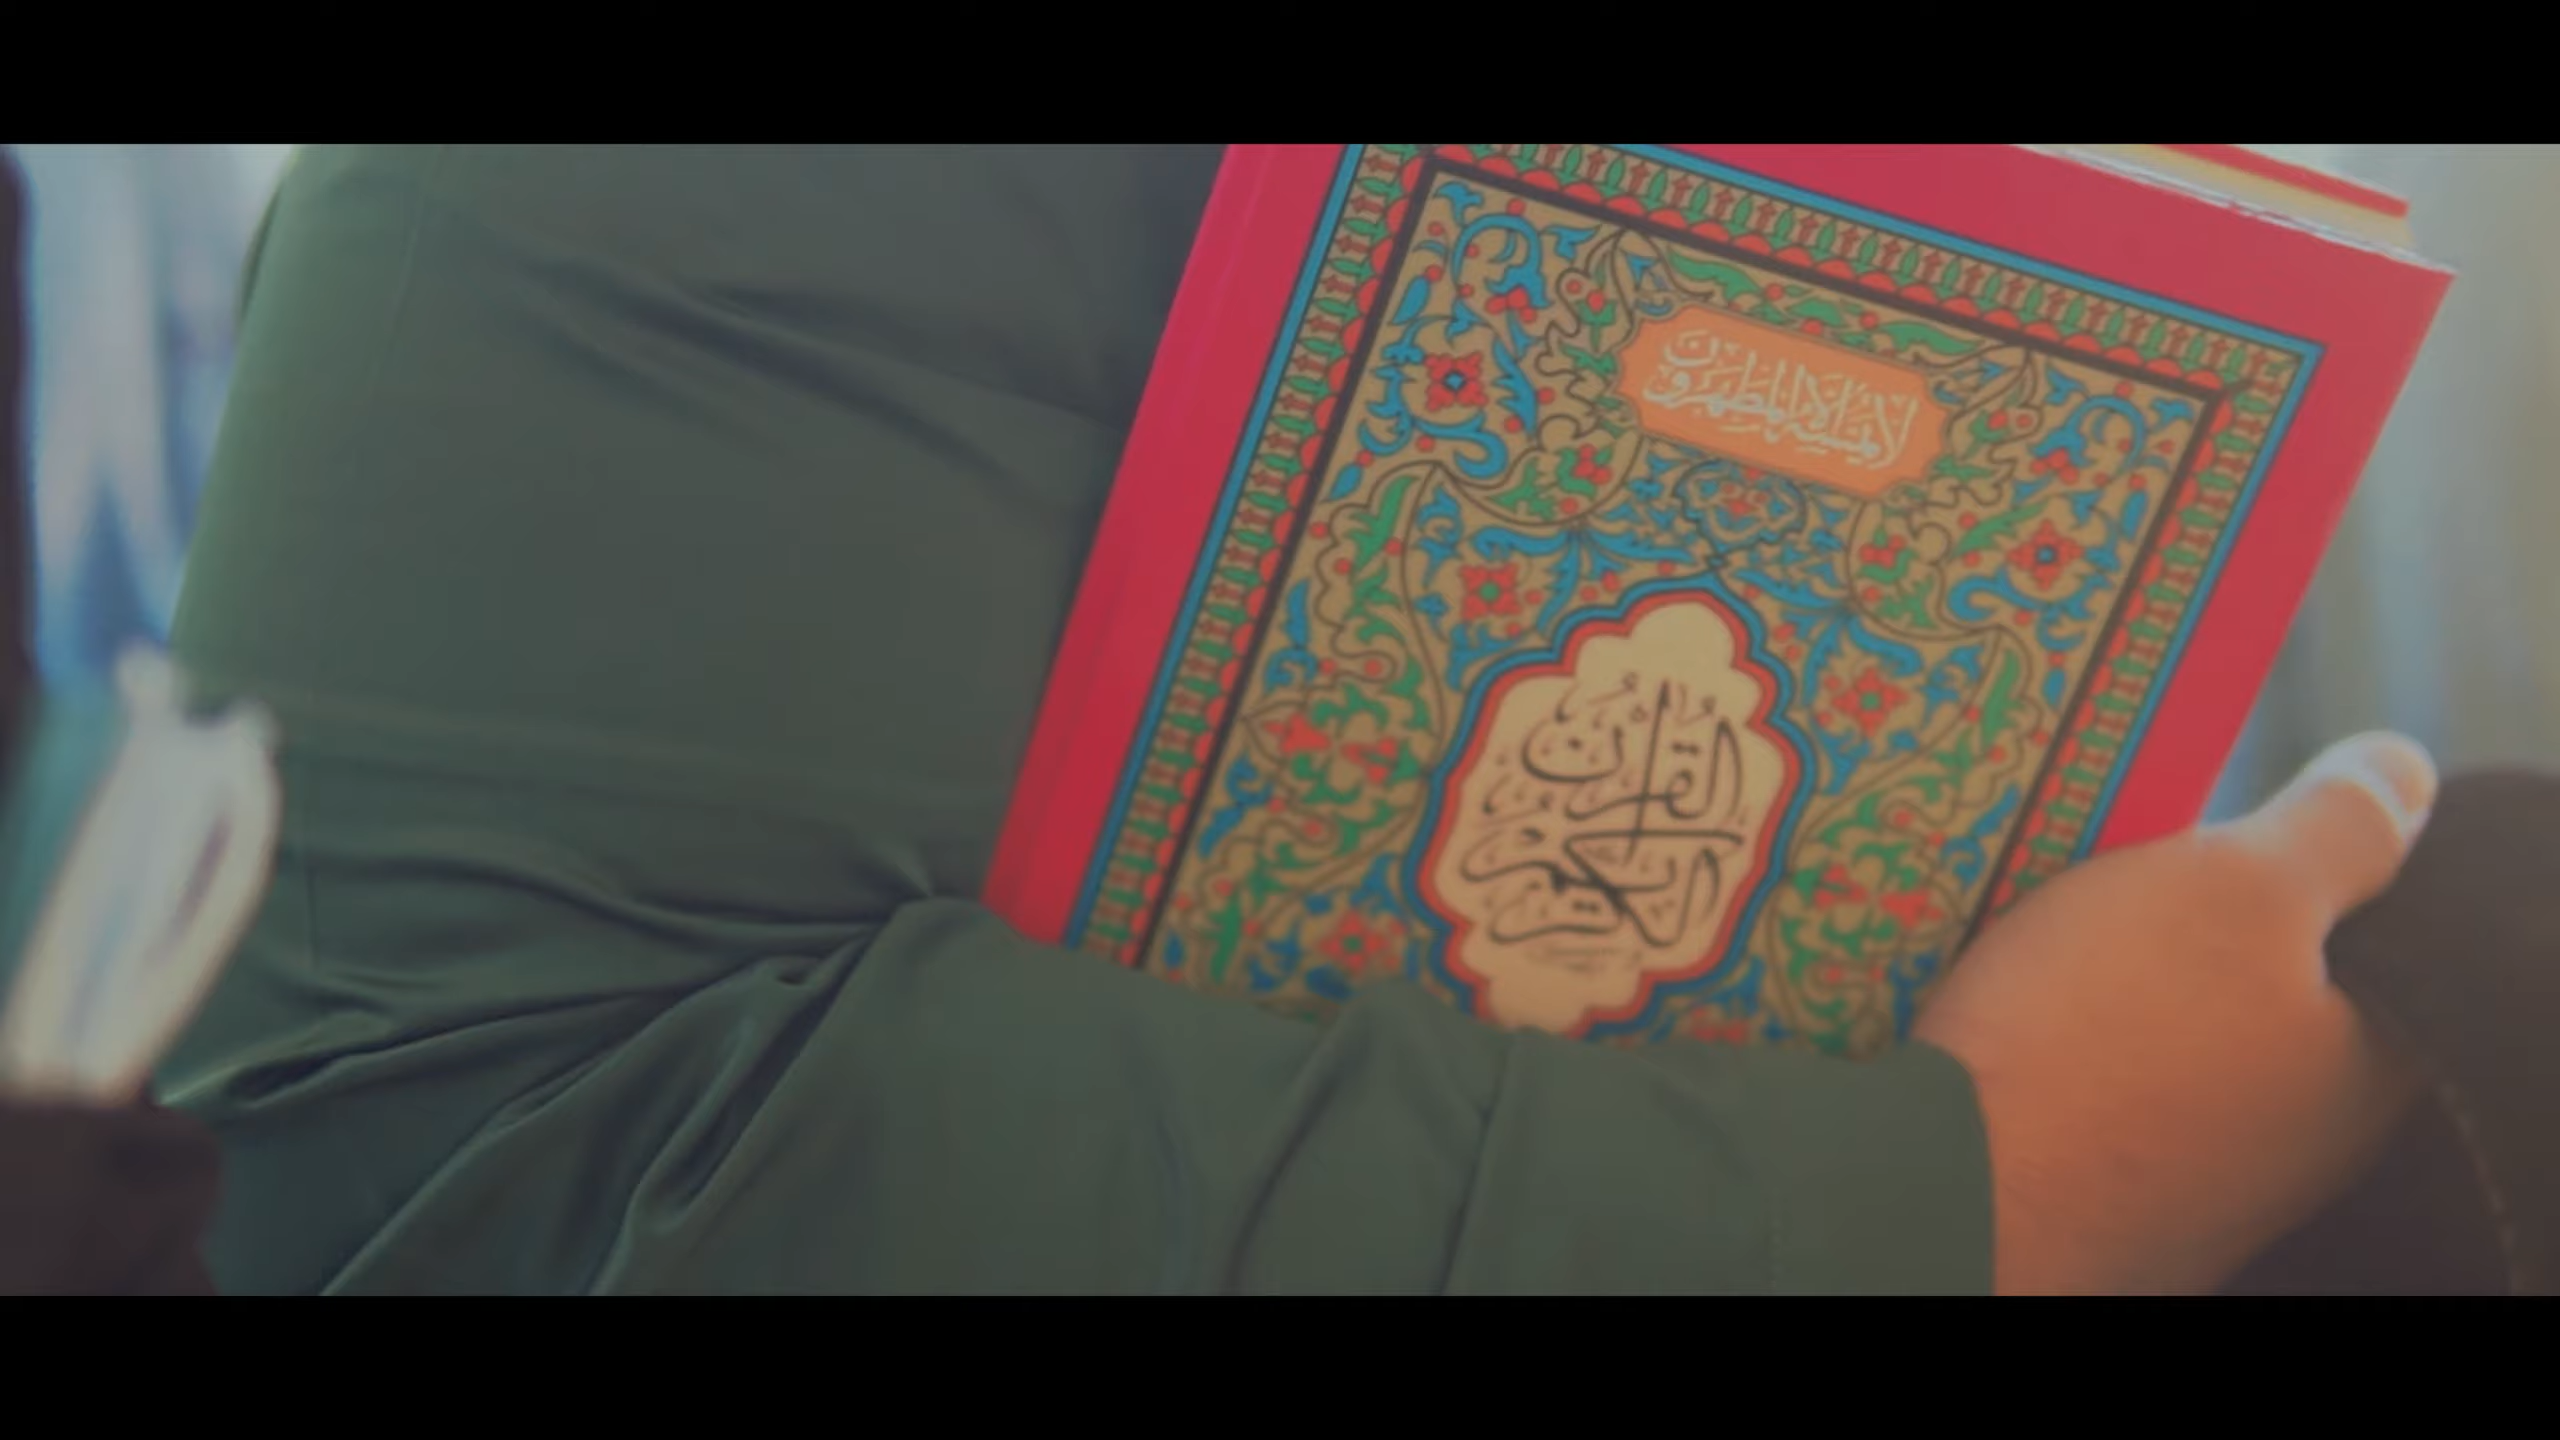 لا يمسه إلا المطهرون
القرآن
الكريم